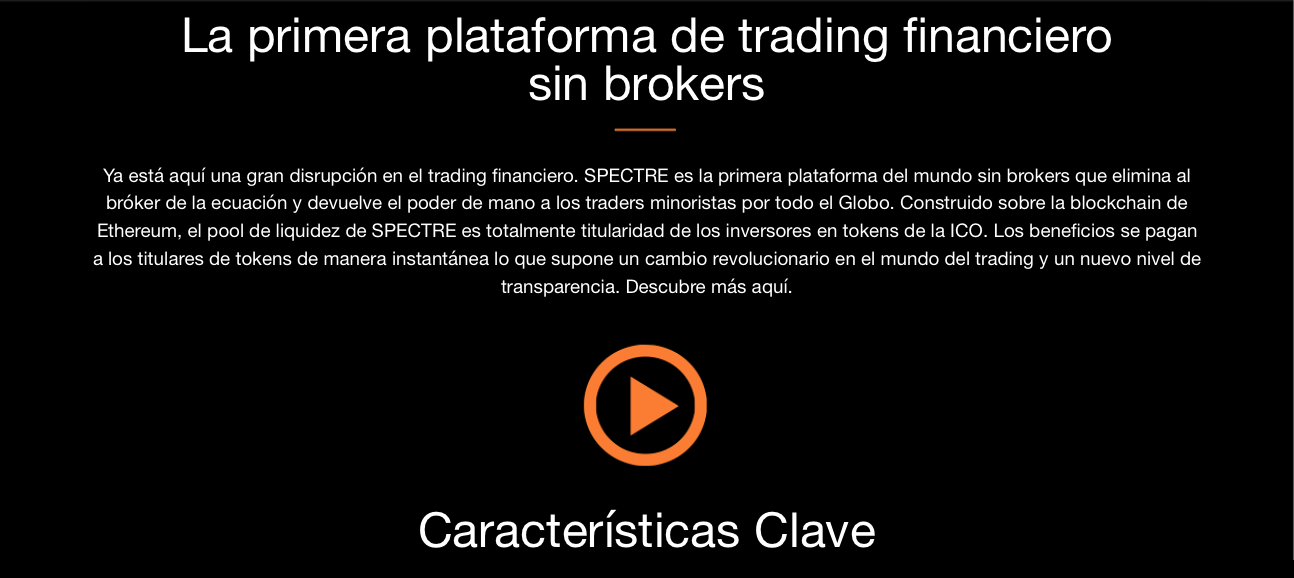 La primera plataforma de trading financiero
sin brokers
Ya está aquí una gran disrupción en el trading financiero. SPECTRE es la primera plataforma del mundo sin brokers que elimina al
bróker de la ecuación y devuelve el poder de mano a los traders minoristas por todo el Globo. Construido sobre la blockchain de
Ethereum, el pool de liquidez de SPECTRE es totalmente titularidad de los inversores en tokens de la ICO. Los beneficios se pagan
a los titulares de tokens de manera instantánea lo que supone un cambio revolucionario en el mundo del trading y un nuevo nivel de
transparencia. Descubre más aquí.
Características Clave